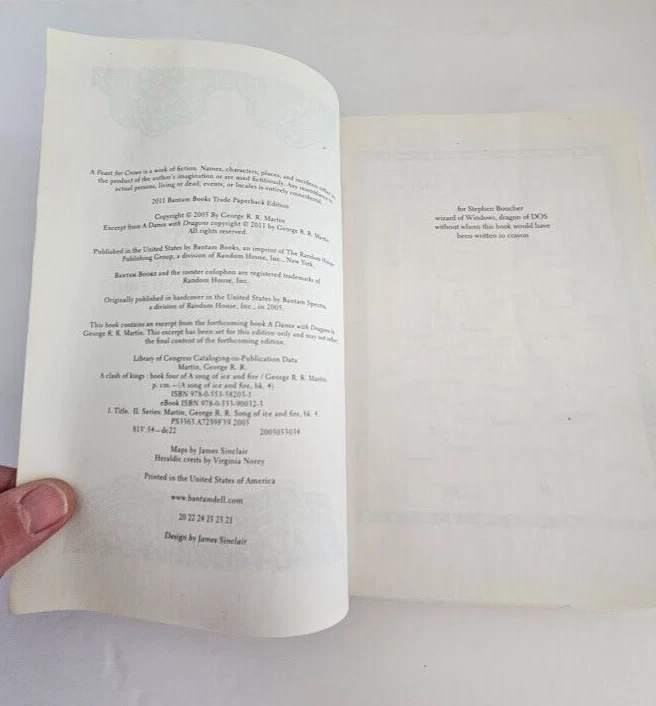 A Feast for Crows is a work of fiction. Names, characters, places, and incidents either are
the product of the author's imagination or are used fictitiously. Any resemblance to
actual persons, living or dead, events, or locales is entirely coincidental.
2011 Bantam Books Trade Paperback Edition
Copyright © 2005 By George R. R. Martin
Excerpt from A Dance with Dragons copyright © 2011 by George R. R. Martin
All rights reserved.
Published in the United States by Bantam Books, an imprint of The Random House
Publishing Group, a division of Random House, Inc., New York.
Bantam Books and the rooster colophon are registered trademarks of
Random House, Inc.
Originally published in hardcover in the United States by Bantam Spectra,
a division of Random House, Inc., in 2005.
This book contains an excerpt from the forthcoming book A Dance with Dragons by
George R. R. Martin. This excerpt has been set for this edition only and may not reflect
the final content of the forthcoming edition.
Library of Congress Cataloging-in-Publication Data
Martin, George R. R.
A clash of kings : book four of A song of ice and fire / George R. R. Martin
p. cm.—(A song of ice and fire, bk. 4)
ISBN 978-0-553-58203-1
eBook ISBN 978-0-553-90032-3
I. Title. II. Series: Martin, George R. R. Song of ice and fire, bk. 4.
PS3563.A7239F39 2005
813'.54—dc22 2005053034
Maps by James Sinclair
Heraldic crests by Virginia Norey
Printed in the United States of America
www.bantamdell.com
20 22 24 25 23 21
Design by James Sinclair
for Stephen Boucher
wizard of Windows, dragon of DOS
without whom this book would have
been written in crayon